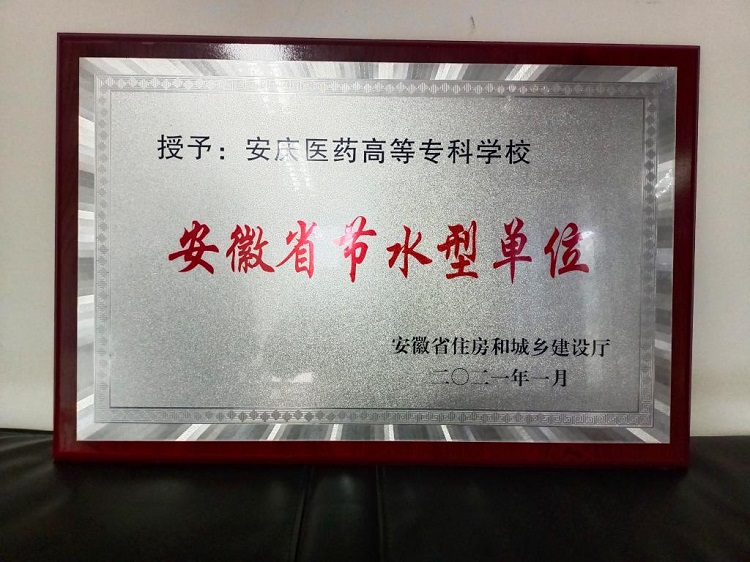 授予：安庆医药高等专科学校
安徽省节水型单位
安徽省住房和城乡建设厅
二〇二一年一月